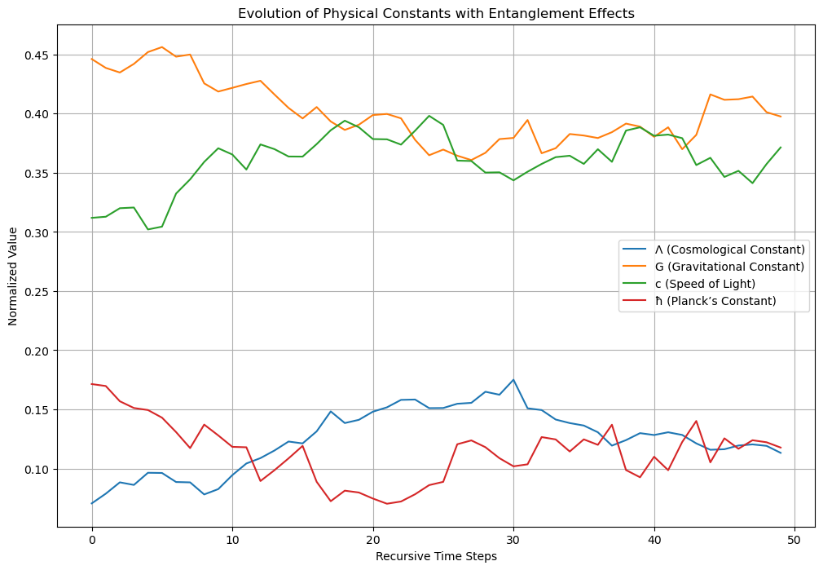 Evolution of Physical Constants with Entanglement Effects
Normalized Value
0.45
0.40
0.35
0.30
0.25
0.20
0.15
0.10
Λ (Cosmological Constant)
G (Gravitational Constant)
c (Speed of Light)
ħ (Planck’s Constant)
0 10 20 30 40 50
Recursive Time Steps